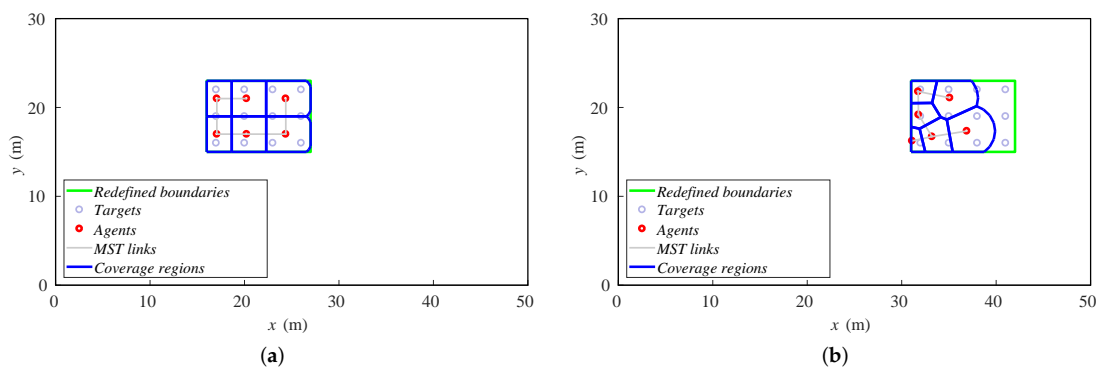 30
20
10
0
y (m)
Redefined boundaries
Targets
Agents
MST links
Coverage regions
0 10 20 30 40 50
x (m)
(a)
30
20
10
0
y (m)
Redefined boundaries
Targets
Agents
MST links
Coverage regions
0 10 20 30 40 50
x (m)
(b)